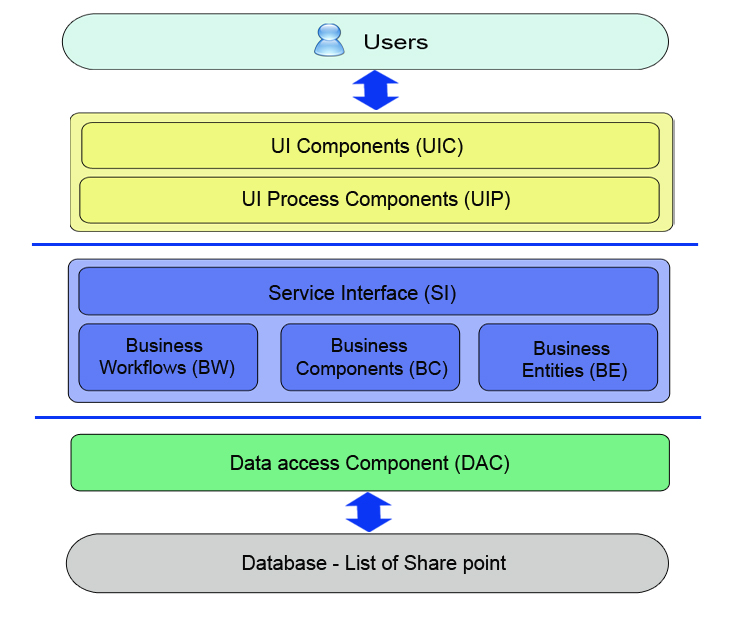 Users
UI Components (UIC)
UI Process Components (UIP)
Service Interface (SI)
Business
Workflows (BW)
Business
Components (BC)
Business
Entities (BE)
Data access Component (DAC)
Database - List of Share point